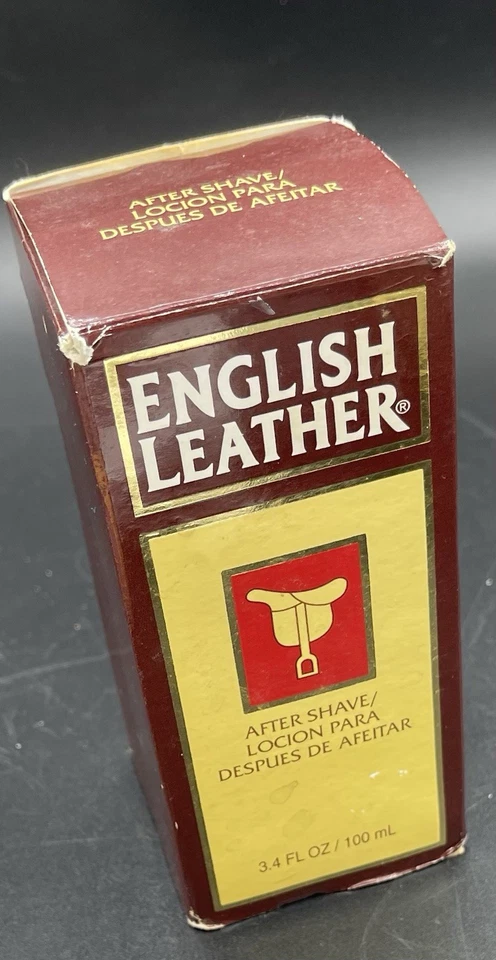 AFTER SHAVE/
LOCION PARA
DESPUES DE AFEITAR
ENGLISH
LEATHER®
AFTER SHAVE/
LOCION PARA
DESPUES DE AFEITAR
3.4 FL OZ / 100 mL